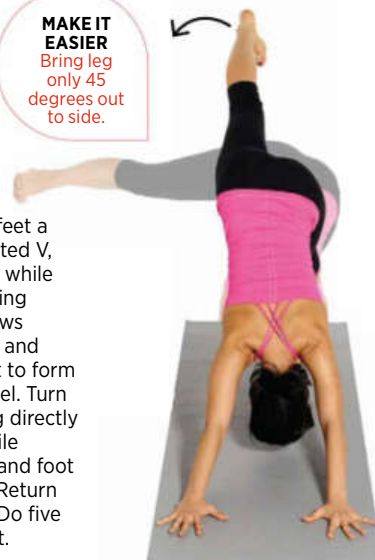 MAKE IT
EASIER
Bring leg
only 45
degrees out
to side.
feet a
ted V,
while
ing
ws
and
t to form
el. Turn
g directly
ile
and foot
Return
Do five
t.